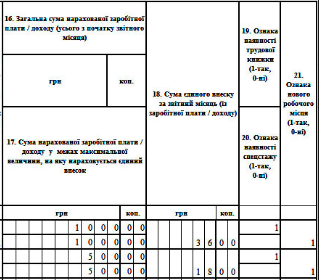 16. Загальна сума нарахованої заробітної
плати / доходу (усього з початку звітного
місяця)
грн коп.
17. Сума нарахованої заробітної плати /
доходу у межах максимальної
величини, на яку нараховується єдиний
внесок
18. Сума єдиного внеску
за звітний місяць (із
заробітної плати / доходу)
19. Ознака
наявності
трудової
книжки
(1-так,
0-ні)
20. Ознака
наявності
спецстажу
(1-так,
0-ні)
21.
Ознака
нового
робочого
місця
(1-так,
0-ні)
грн коп. грн коп.
1 0 0 0 0 0 1
1 0 0 0 0 0 3 6 0 0 1
5 0 0 0 0 1
5 0 0 0 0 1 8 0 0 1